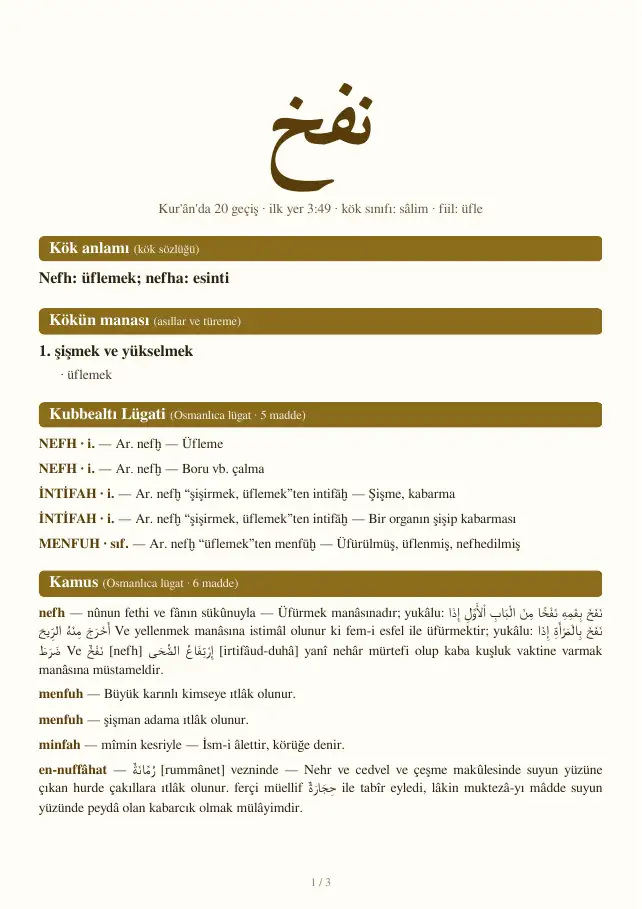 نفخ
Kur'ân'da 20 geçiş · ilk yer 3:49 · kök sınıfı: sâlim · fiil: üfle
Kök anlamı (kök sözlüğü)
Nefh: üflemek; nefha: esinti
Kökün manası (asıllar ve türeme)
1. şişmek ve yükselmek
· üflemek
Kubbealtı Lügati (Osmanlıca lügat · 5 madde)
NEFH · i. — Ar. nefḫ — Üfleme
NEFH · i. — Ar. nefḫ — Boru vb. çalma
İNTİFAH · i. — Ar. nefḫ “şişirmek, üflemek”ten intifāḫ — Şişme, kabarma
İNTİFAH · i. — Ar. nefḫ “şişirmek, üflemek”ten intifāḫ — Bir organın şişip kabarması
MENFUH · sıf. — Ar. nefḫ “üflemek”ten menfūḫ — Üfürülmüş, üflenmiş, nefhedilmiş
Kamus (Osmanlıca lügat · 6 madde)
nefh — nûnun fethi ve fânın sükûnuyla — Üfürmek manâsınadır; yukâlu: نَفَخَ بِفَمِهِ نَفْخًا مِنَ الْبَابِ الْأَوَّلِ إِذَا
أَخْرَجَ مِنْهُ الرِّيحَ Ve yellenmek manâsına istimâl olunur ki fem-i esfel ile üfürmektir; yukâlu: نَفَخَ بِالْمَرْأَةِ إِذَا
ضَرَطَ Ve نَفْخٌ [nefh] إِرْتِفَاعُ الضُّحَى [irtifâud-duhâ] yanî nehâr mürtefi olup kaba kuşluk vaktine varmak
manâsına müstameldir.
menfuh — Büyük karınlı kimseye ıtlâk olunur.
menfuh — şişman adama ıtlâk olunur.
minfah — mîmin kesriyle — İsm-i âlettir, körüğe denir.
en-nuffâhat — رُمَّانَةٌ [rummânet] vezninde — Nehr ve cedvel ve çeşme makûlesinde suyun yüzüne
çıkan hurde çakıllara ıtlâk olunur. ferçi müellif حِجَارَةٌ ile tabîr eyledi, lâkin muktezâ-yı mâdde suyun
yüzünde peydâ olan kabarcık olmak mülâyimdir.
1 / 3